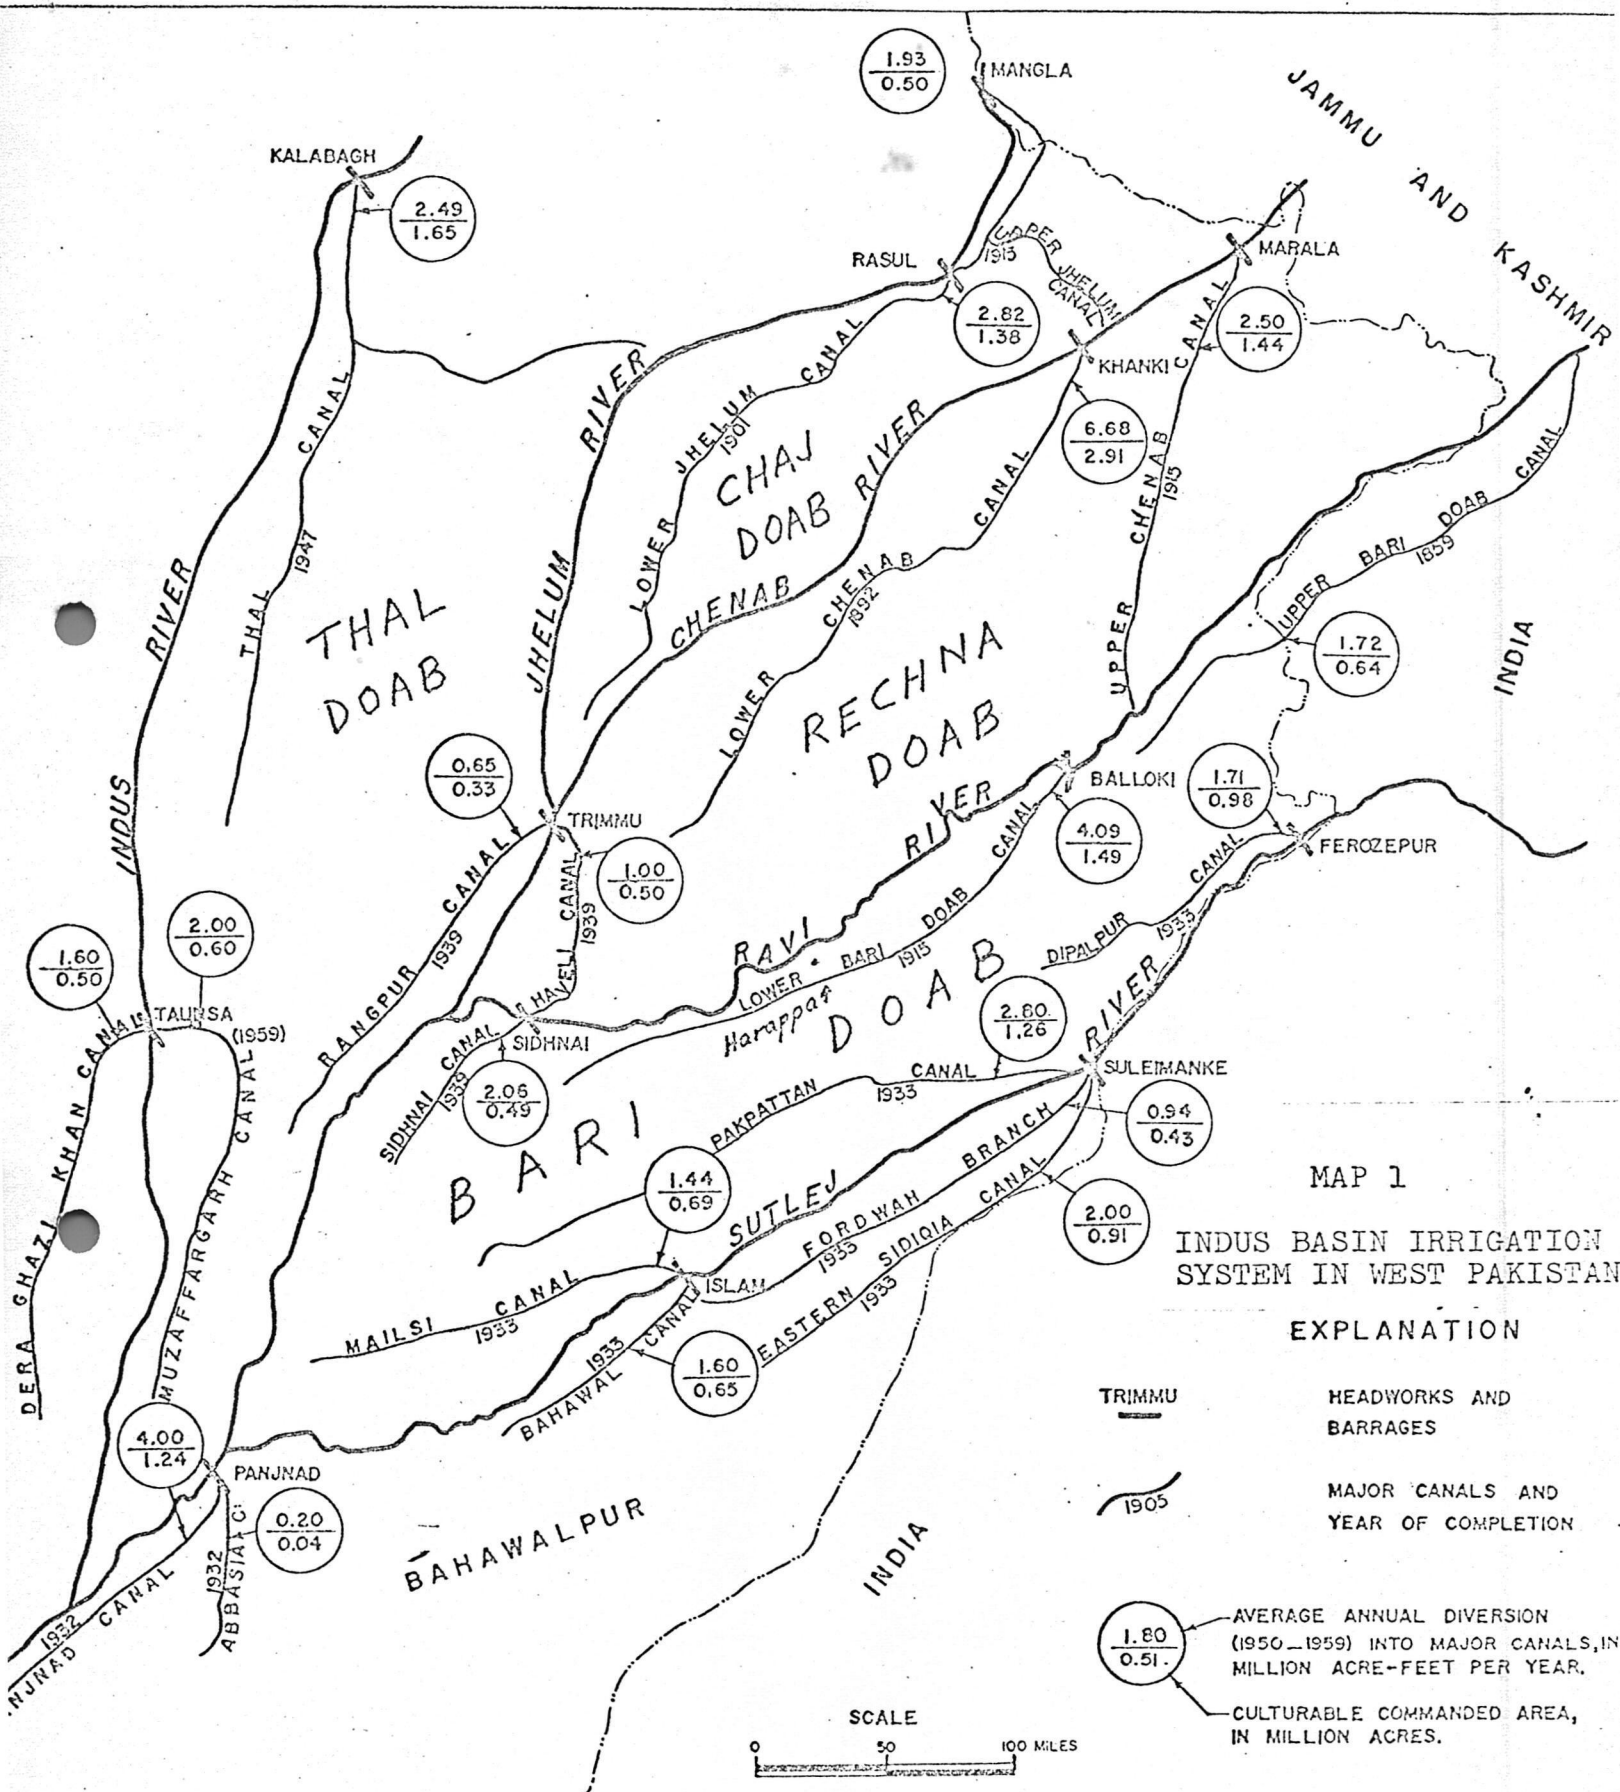 1.93
0.50
MANGLA
JAMMU AND KASHMIR
KALABAGH
2.49
1.65
RASUL
UPPER JHELUM CANAL
1915
MARALA
2.82
1.38
2.50
1.44
KHANKI
6.68
2.91
JHELUM RIVER
LOWER JHELUM CANAL
1901
CHAJ
DOAB
CHENAB RIVER
LOWER CHENAB CANAL
1892
UPPER CHENAB CANAL
1915
UPPER BARI DOAB CANAL
1859
1.72
0.64
INDIA
INDUS RIVER
THAL CANAL
1947
THAL
DOAB
RECHNA
DOAB
0.65
0.33
TRIMMU
1.00
0.50
BALLOKI
1.71
0.98
4.09
1.49
FEROZEPUR
RANGPUR CANAL
1939
HAVELI CANAL
1939
RAVI RIVER
LOWER BARI DOAB CANAL
1915
Harappa
DIPALPUR CANAL
1933
1.60
0.50
2.00
0.60
TAUNSA
(1959)
DERA GHAZI KHAN CANAL
MUZAFFARGARH CANAL
SIDHNAI
SIDHNAI CANAL
1939
2.06
0.49
BARI DOAB
2.80
1.26
PAKPATTAN CANAL
1933
SULEIMANKE
0.94
0.43
2.00
0.91
SUTLEJ RIVER
1.44
0.69
FORDWAH BRANCH
1933
EASTERN SIDIQIA CANAL
1933
MAILSI CANAL
1933
ISLAM
BAHAWAL CANAL
1933
1.60
0.65
4.00
1.24
PANJNAD
0.20
0.04
ABBASIA CL
1932
NJNAD CANAL
1932
BAHAWALPUR
INDIA
MAP 1
INDUS BASIN IRRIGATION
SYSTEM IN WEST PAKISTAN
EXPLANATION
TRIMMU
HEADWORKS AND
BARRAGES
1905
MAJOR CANALS AND
YEAR OF COMPLETION
1.80
0.51.
AVERAGE ANNUAL DIVERSION
(1950-1959) INTO MAJOR CANALS, IN
MILLION ACRE-FEET PER YEAR.
CULTURABLE COMMANDED AREA,
IN MILLION ACRES.
SCALE
0 50 100 MILES